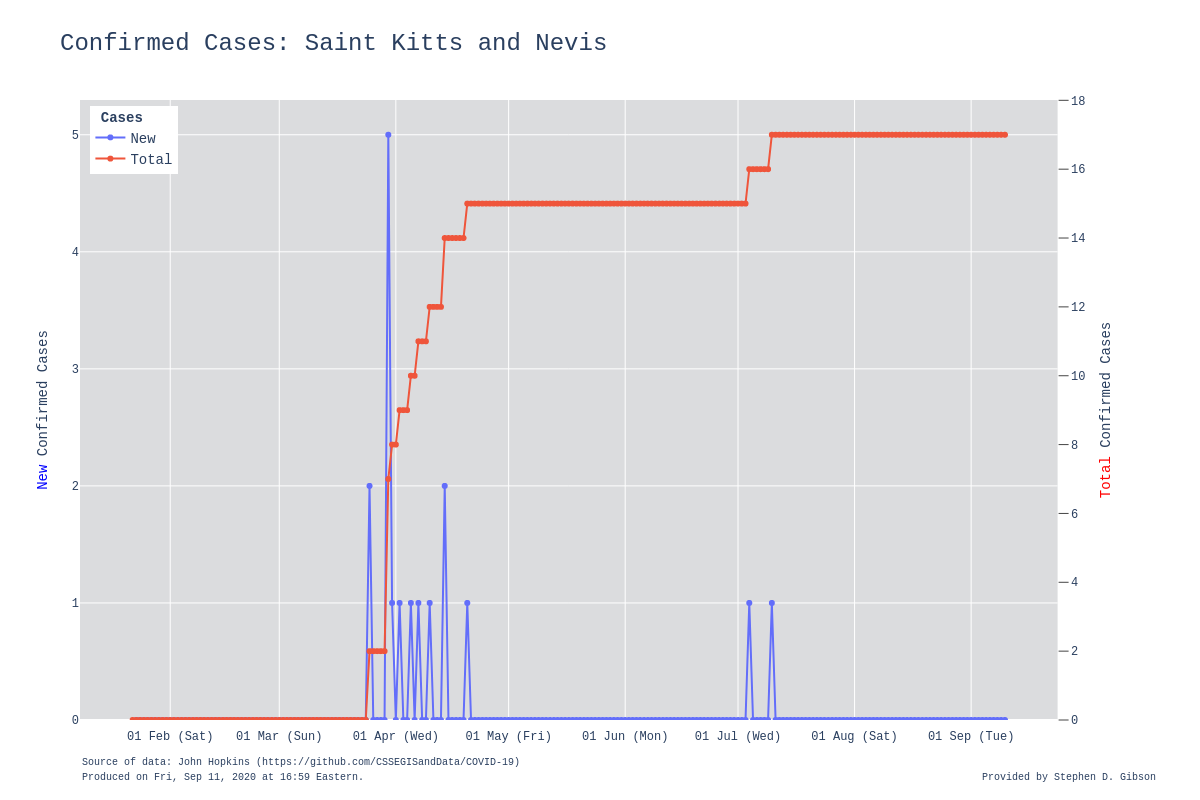 Confirmed Cases: Saint Kitts and Nevis
Cases
New
Total
5
4
3
2
1
0
New Confirmed Cases
18
16
14
12
10
8
6
4
2
0
Total Confirmed Cases
01 Feb (Sat) 01 Mar (Sun) 01 Apr (Wed) 01 May (Fri) 01 Jun (Mon) 01 Jul (Wed) 01 Aug (Sat) 01 Sep (Tue)
Source of data: John Hopkins (https://github.com/CSSEGISandData/COVID-19)
Produced on Fri, Sep 11, 2020 at 16:59 Eastern.
Provided by Stephen D. Gibson